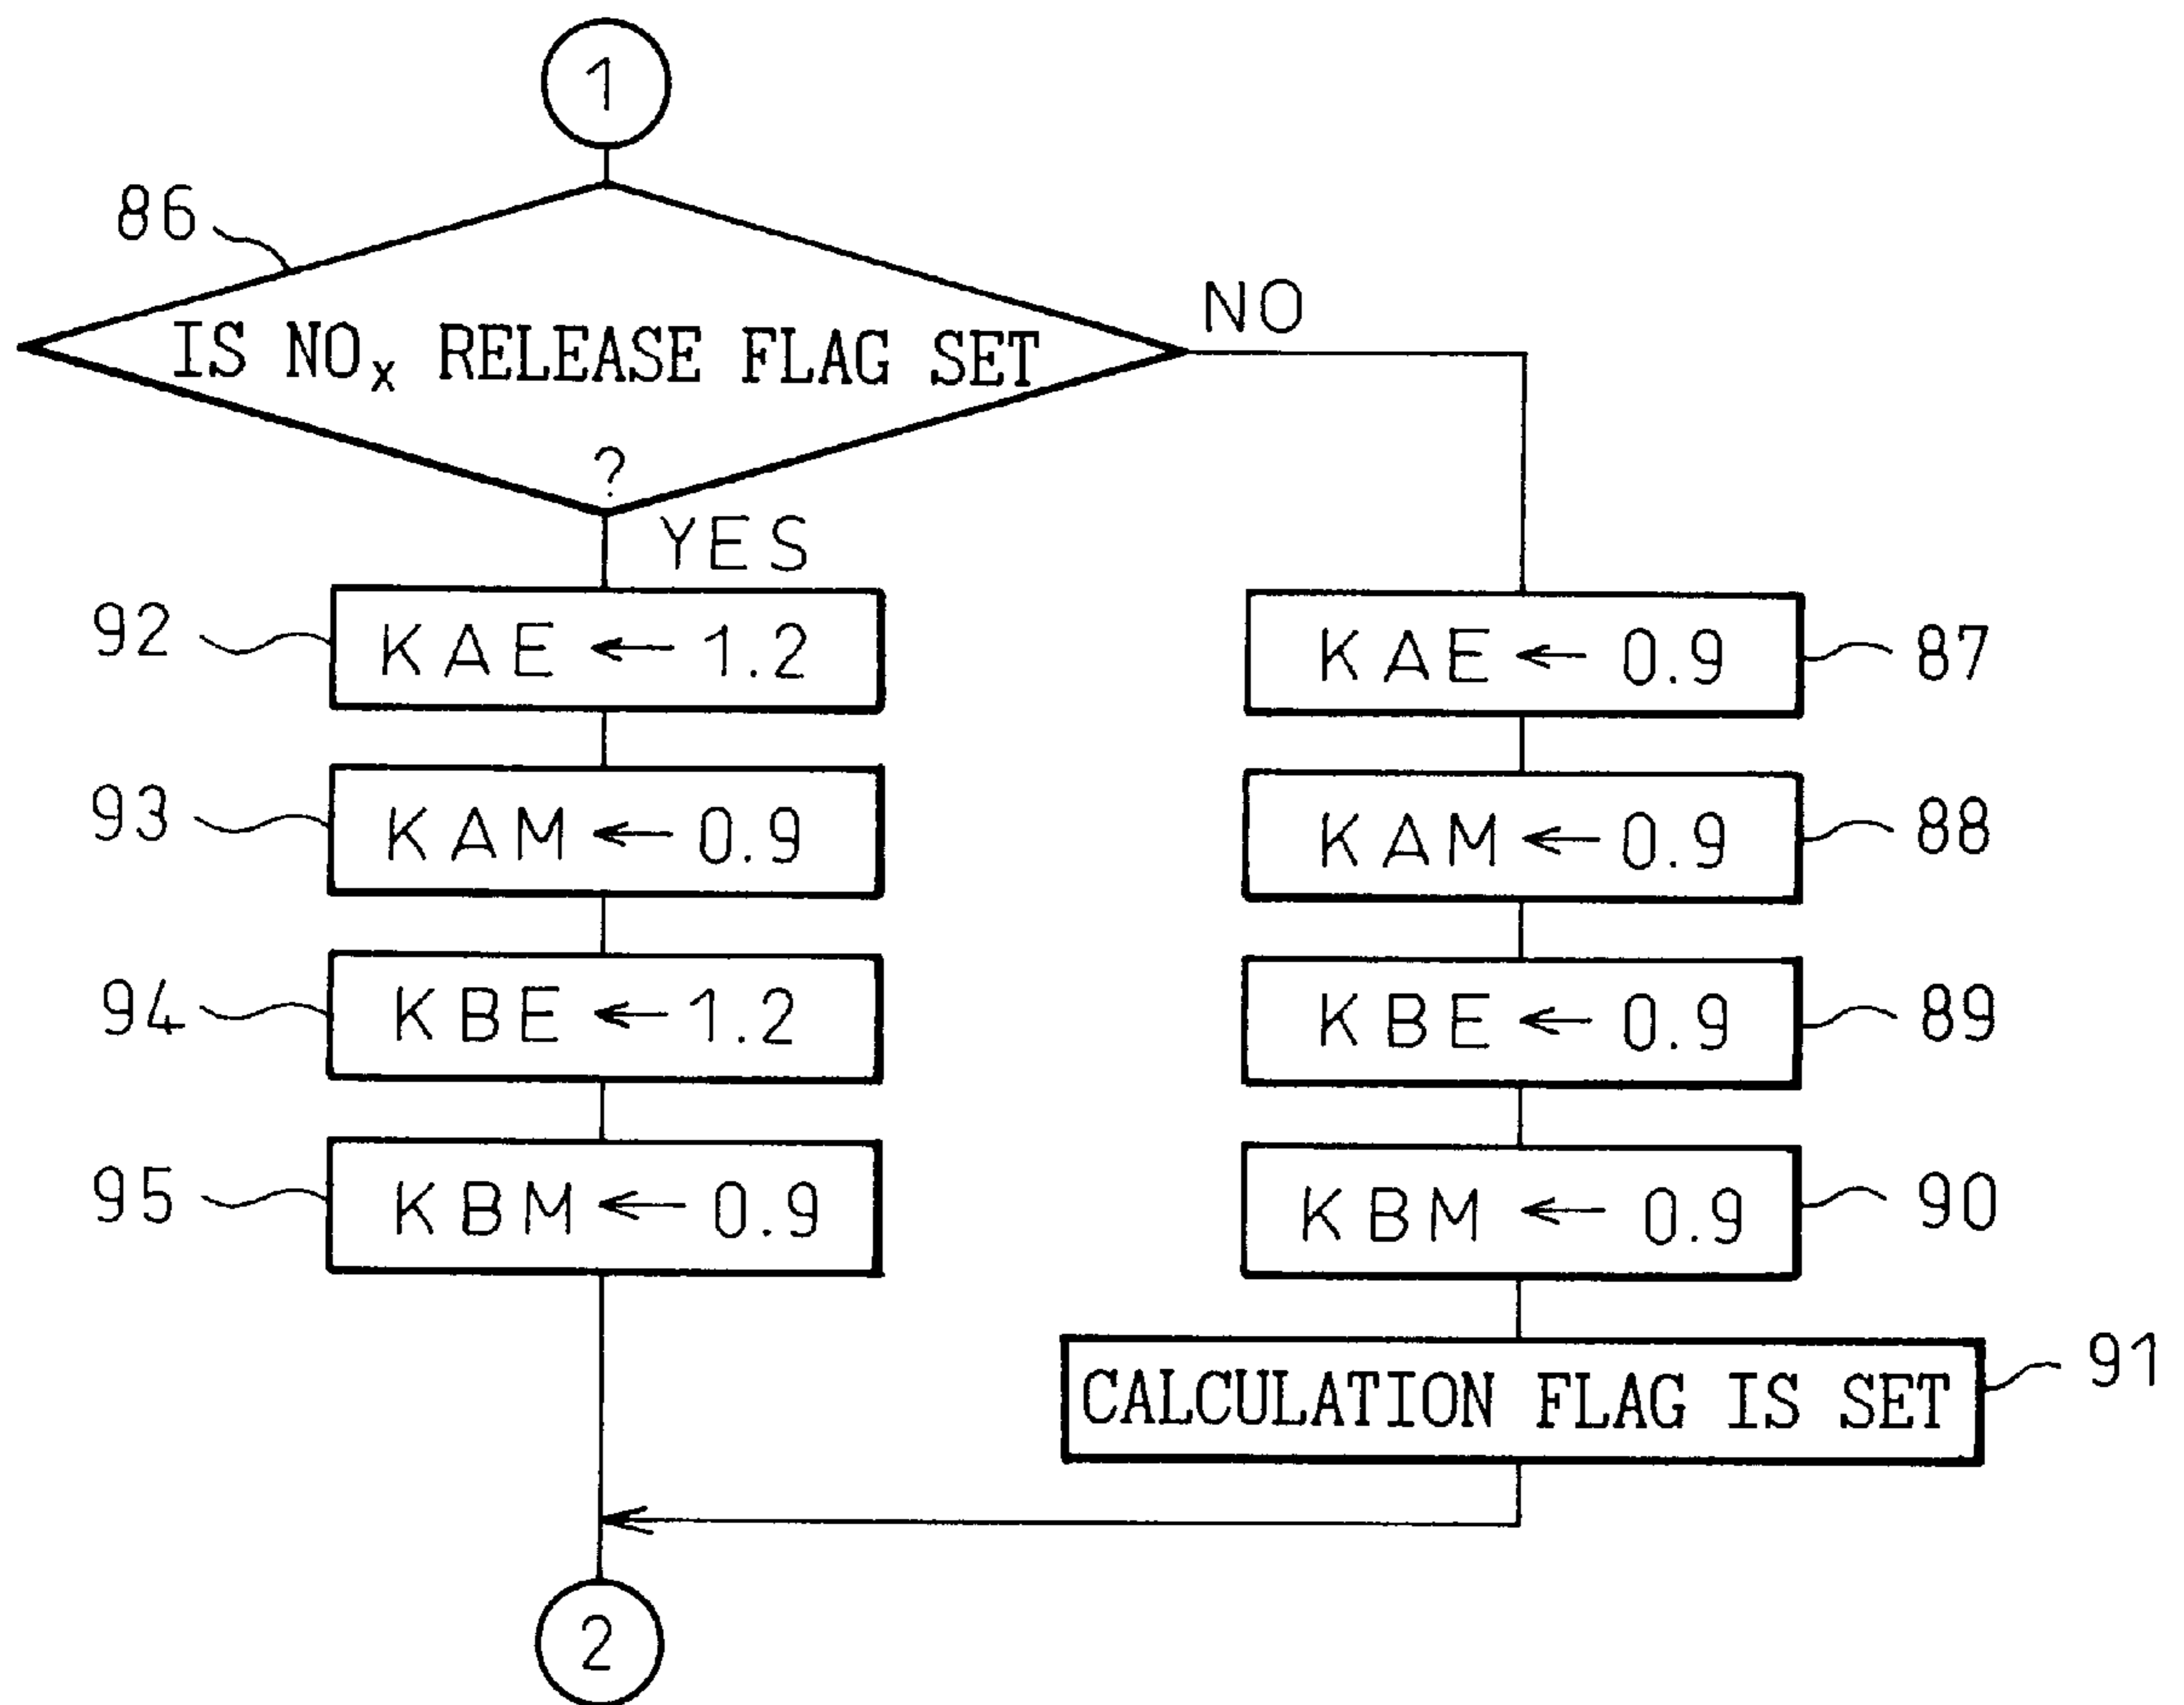 1
86
IS NOx RELEASE FLAG SET
?
NO
YES
92
KAE ← 1.2
93
KAM ← 0.9
94
KBE ← 1.2
95
KBM ← 0.9
KAE ← 0.9
87
KAM ← 0.9
88
KBE ← 0.9
89
KBM ← 0.9
90
CALCULATION FLAG IS SET
91
2